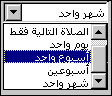 شهر واحد
الصلاة التالية فقط
يوم واحد
أسبوع واحد
أسبوعين
شهر واحد